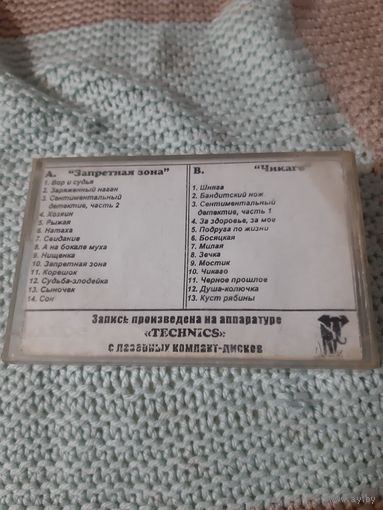 А. "Запретная зона"
1. Вор и судья
2. Заряженный наган
3. Сентиментальный
детектив, часть 2
4. Хозяин
5. Рыжая
6. Натаха
7. Свидание
8. А на бокале муха
9. Нищенка
10. Запретная зона
11. Корешок
12. Судьба-злодейка
13. Сыночек
14. Сон
В. "Чикаго"
1. Шняга
2. Бандитский нож
3. Сентиментальный
детектив, часть 1
4. За здоровье, за мое
5. Подруга по жизни
6. Босяцкая
7. Милая
8. Зечка
9. Мостик
10. Чикаго
11. Черное прошлое
12. Душа-колючка
13. Куст рябины
Запись произведена на аппаратуре
«TECHNICS»
с лазерных компакт-дисков
www.ay.by